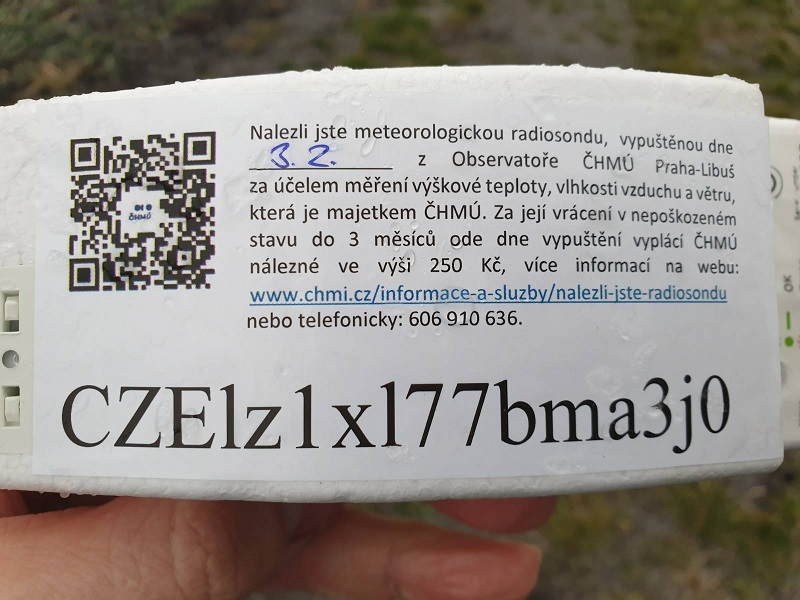 Nalezli jste meteorologickou radiosondu, vypuštěnou dne
3. 2. z Observatoře ČHMÚ Praha-Libuš
za účelem měření výškové teploty, vlhkosti vzduchu a větru,
která je majetkem ČHMÚ. Za její vrácení v nepoškozeném
stavu do 3 měsíců ode dne vypuštění vyplácí ČHMÚ
nálezné ve výši 250 Kč, více informací na webu:
www.chmi.cz/informace-a-sluzby/nalezli-jste-radiosondu
nebo telefonicky: 606 910 636.
ČHMÚ
CZElz1xl77bma3j0
OK